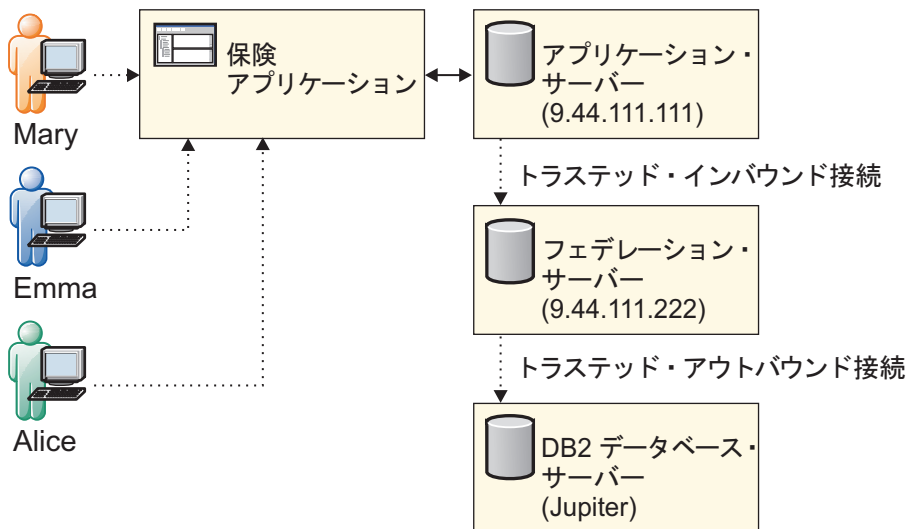 Mary
Emma
Alice
保険
アプリケーション
アプリケーション・
サーバー
(9.44.111.111)
トラステッド・インバウンド接続
フェデレーション・
サーバー
(9.44.111.222)
トラステッド・アウトバウンド接続
DB2 データベース・
サーバー
(Jupiter)